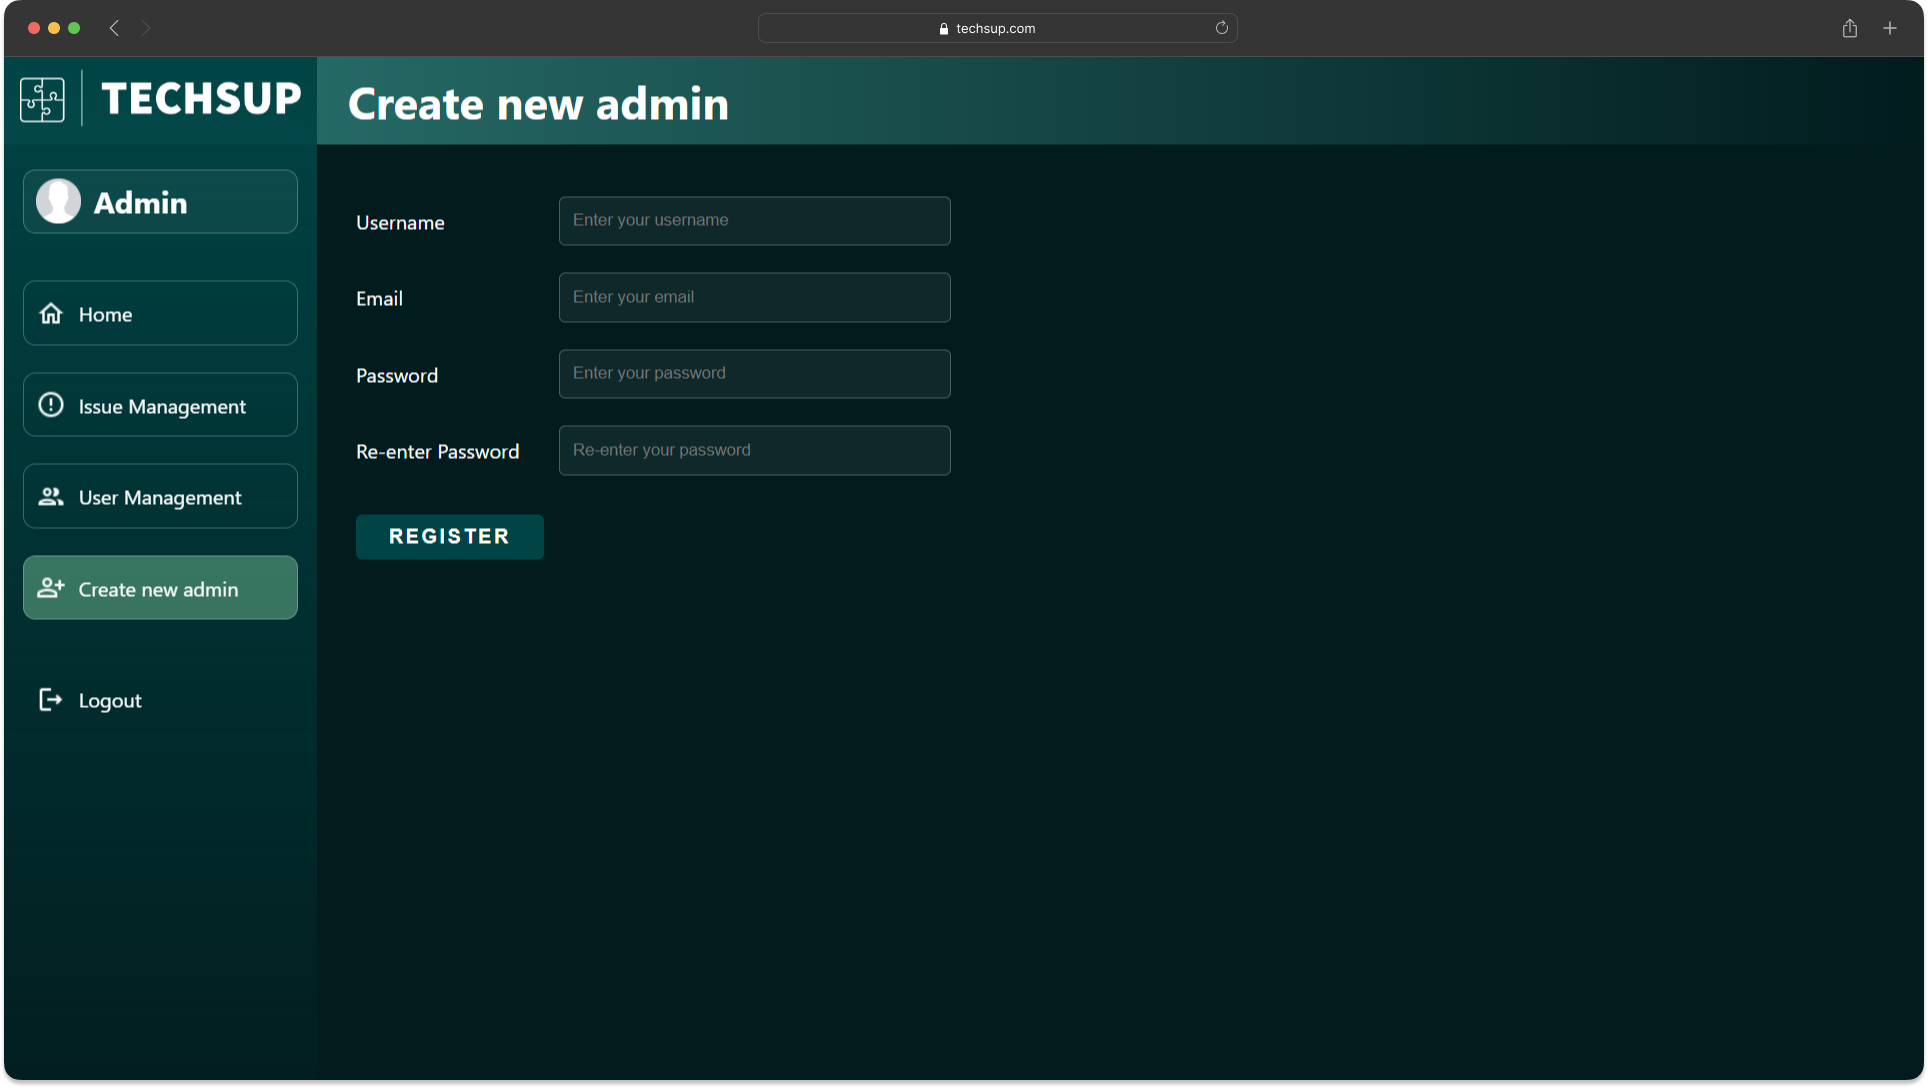 techsup.com
TECHSUP
Create new admin
Admin
Home
Issue Management
User Management
Create new admin
Logout
Username
Enter your username
Email
Enter your email
Password
Enter your password
Re-enter Password
Re-enter your password
REGISTER